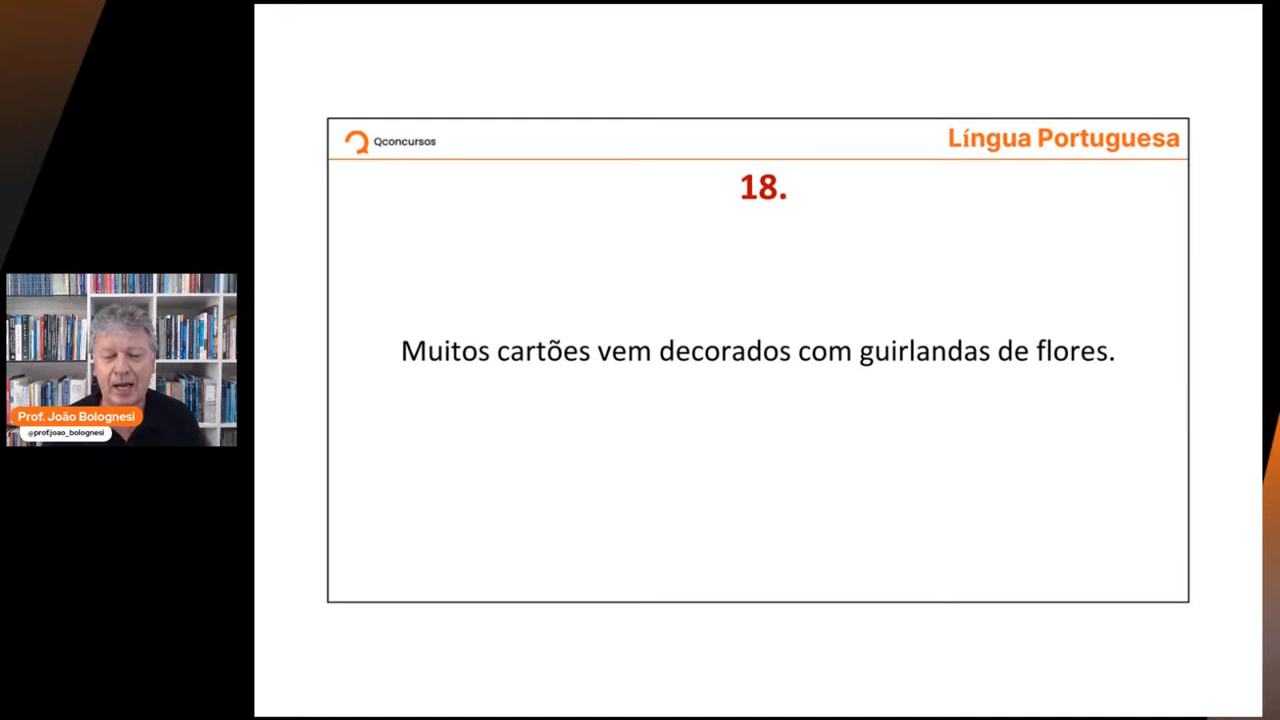 Qconcursos
Língua Portuguesa
18.
Muitos cartões vem decorados com guirlandas de flores.
Prof. João Bolognesi
@prof.joao_bolognesi